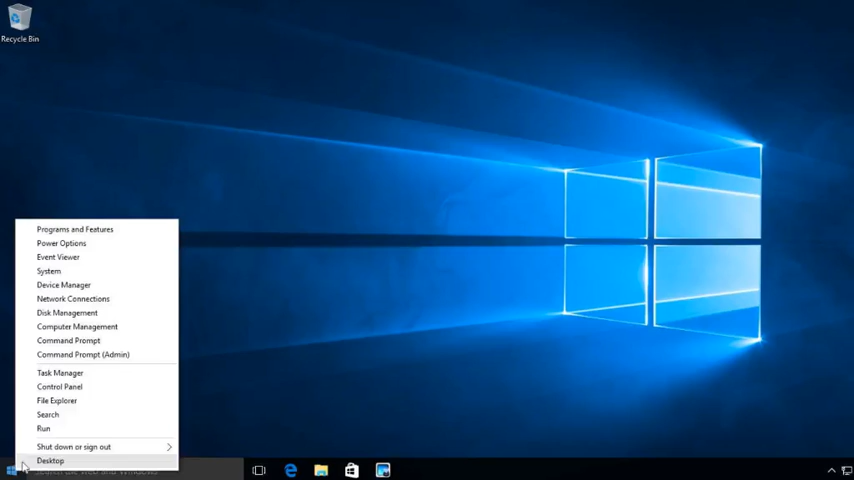 Recycle Bin
Programs and Features
Power Options
Event Viewer
System
Device Manager
Network Connections
Disk Management
Computer Management
Command Prompt
Command Prompt (Admin)
Task Manager
Control Panel
File Explorer
Search
Run
Shut down or sign out
Desktop